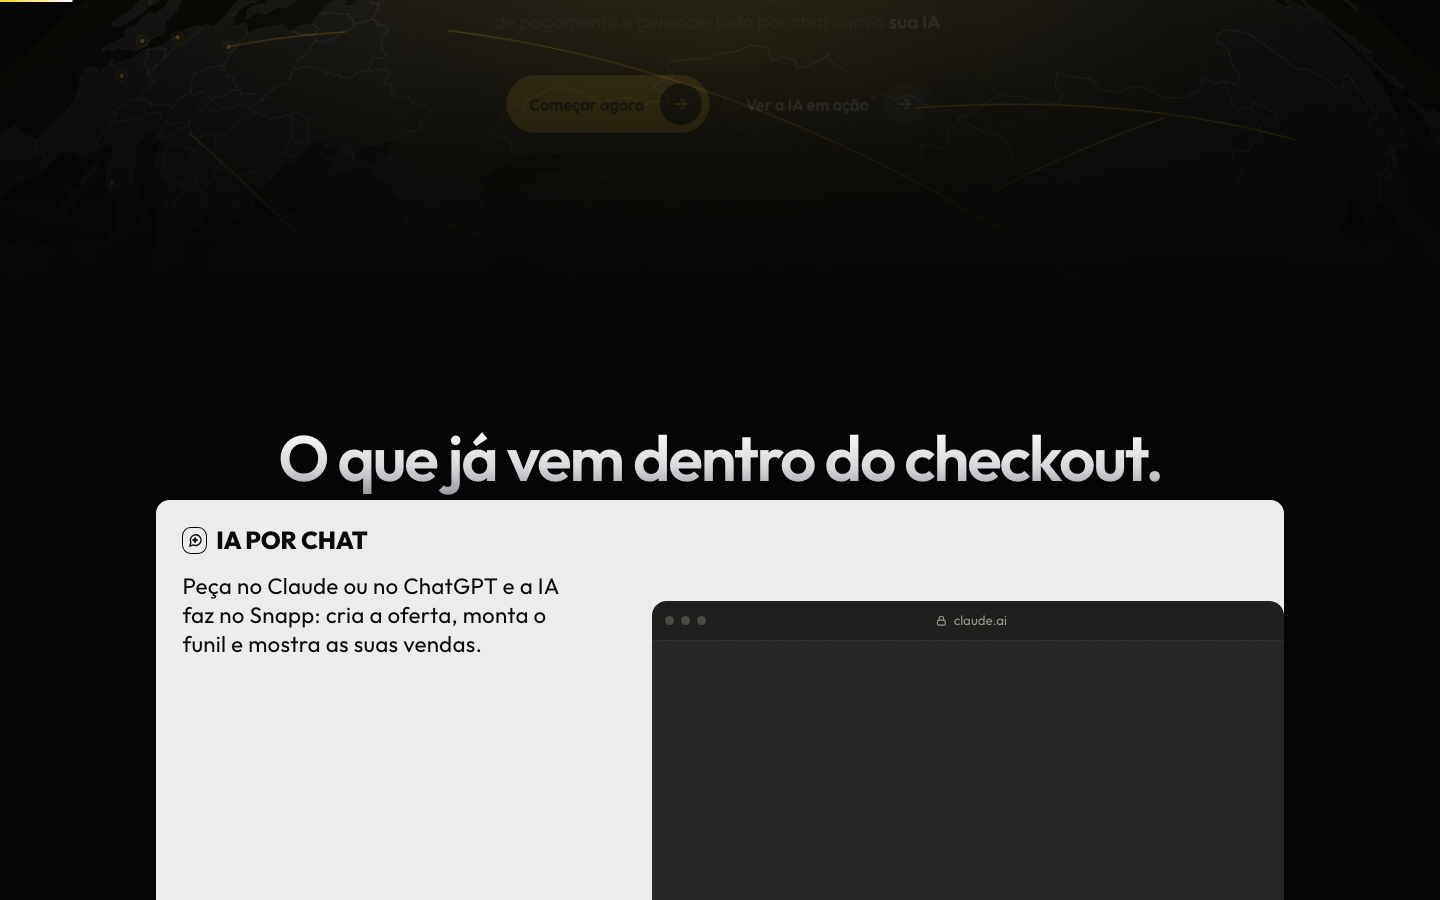 de pagamento e gerencie tudo por chat com a sua IA.
Começar agora
Ver a IA em ação
O que já vem dentro do checkout.
IA POR CHAT
Peça no Claude ou no ChatGPT e a IA
faz no Snapp: cria a oferta, monta o
funil e mostra as suas vendas.
claude.ai